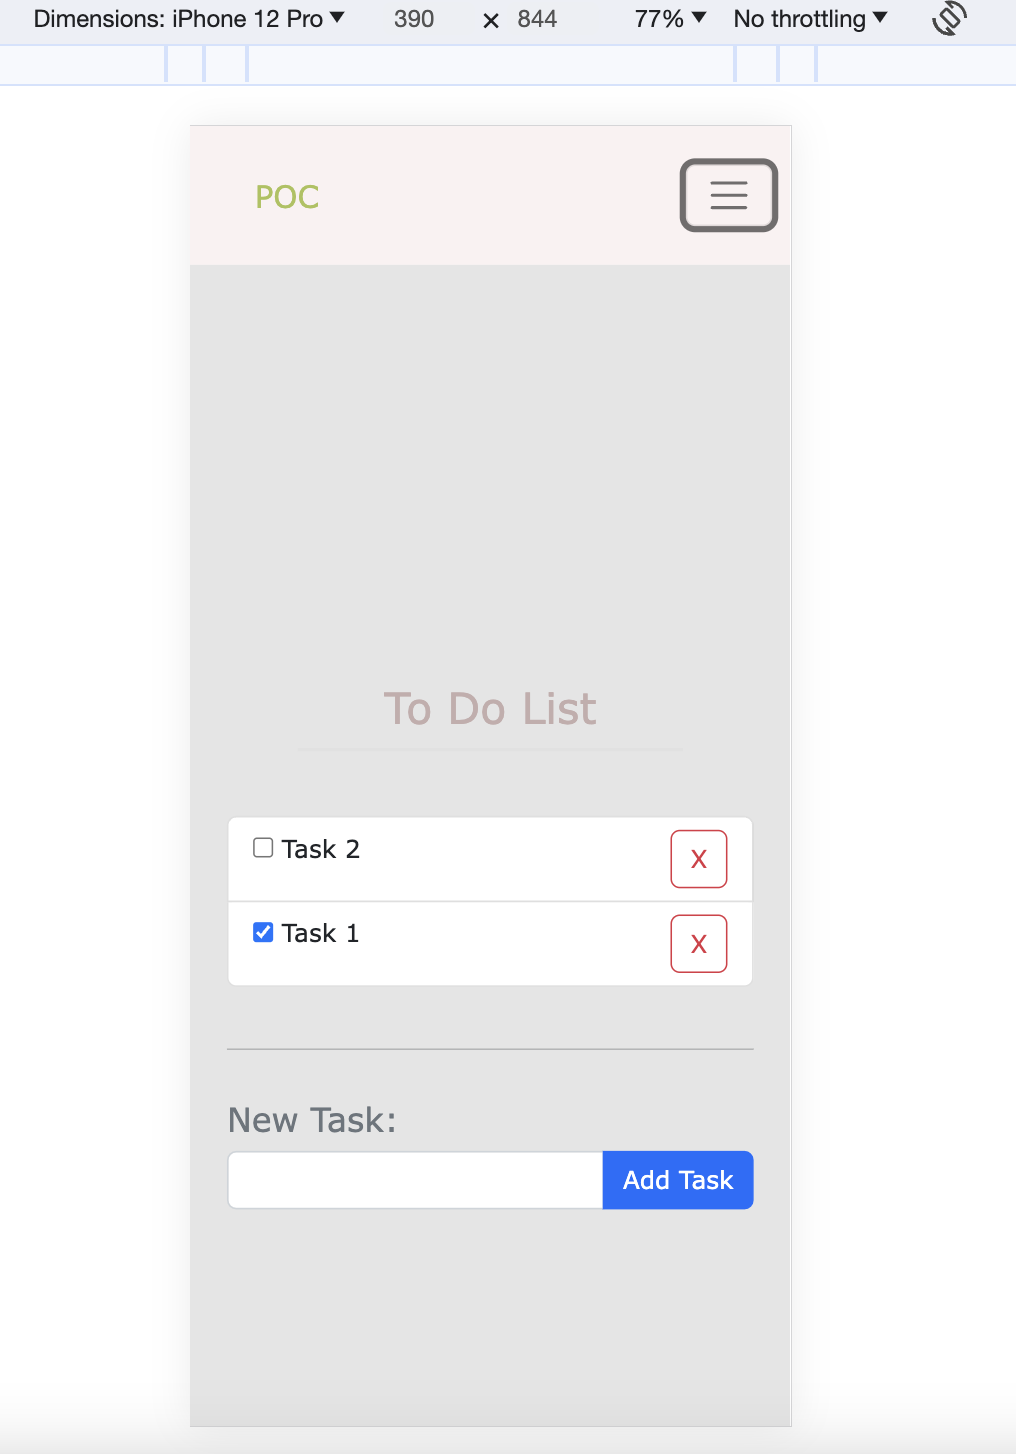 Dimensions: iPhone 12 Pro ▼ 390 × 844 77% ▼ No throttling ▼
POC
To Do List
Task 2 X
Task 1 X
New Task:
Add Task